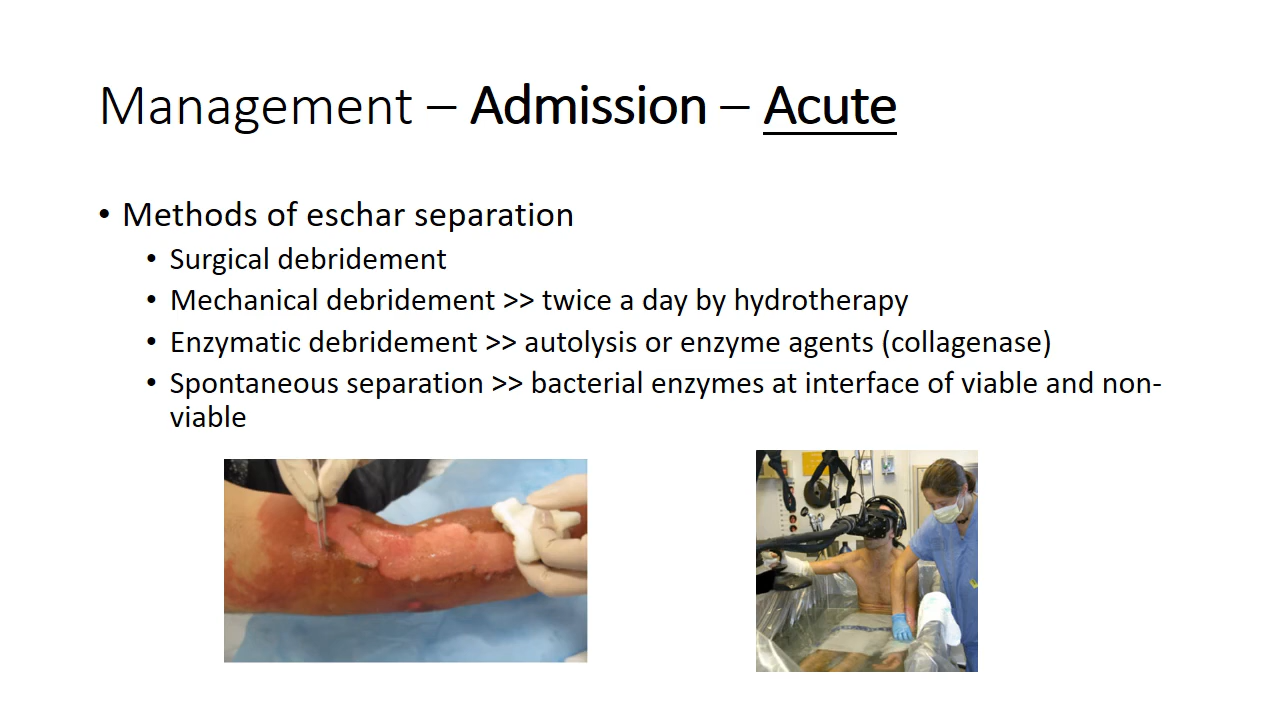 Management – Admission – Acute
• Methods of eschar separation
• Surgical debridement
• Mechanical debridement >> twice a day by hydrotherapy
• Enzymatic debridement >> autolysis or enzyme agents (collagenase)
• Spontaneous separation >> bacterial enzymes at interface of viable and non-
viable